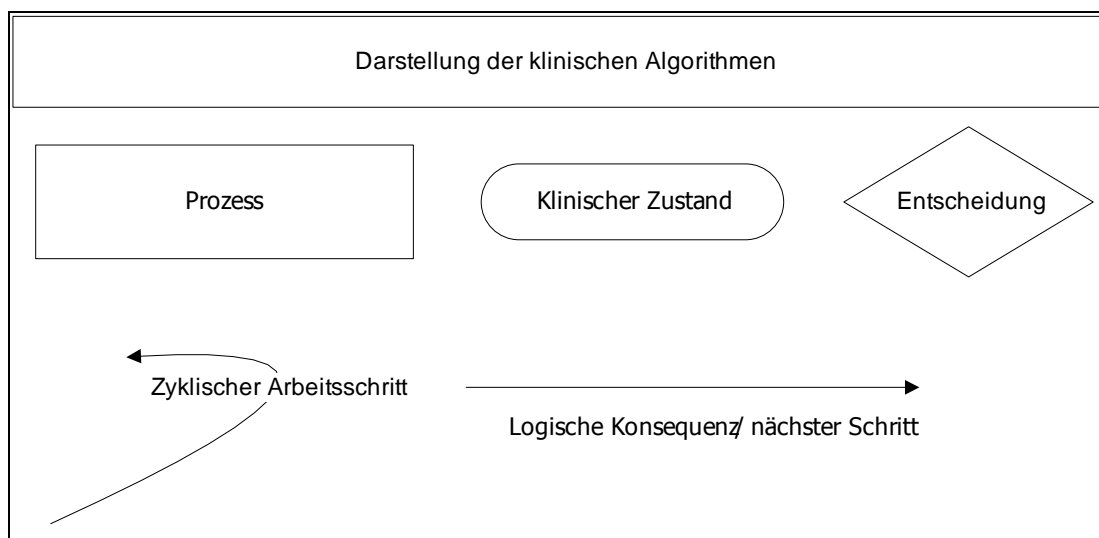 Darstellung der klinischen Algorithmen
Prozess
Klinischer Zustand
Entscheidung
Zyklischer Arbeitsschritt
Logische Konsequenz/ nächster Schritt